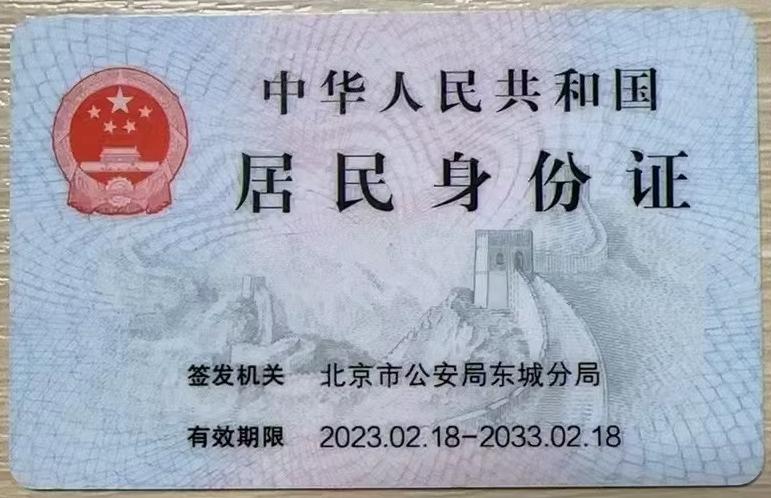 中华人民共和国
居民身份证
签发机关 北京市公安局东城分局
有效期限 2023.02.18-2033.02.18